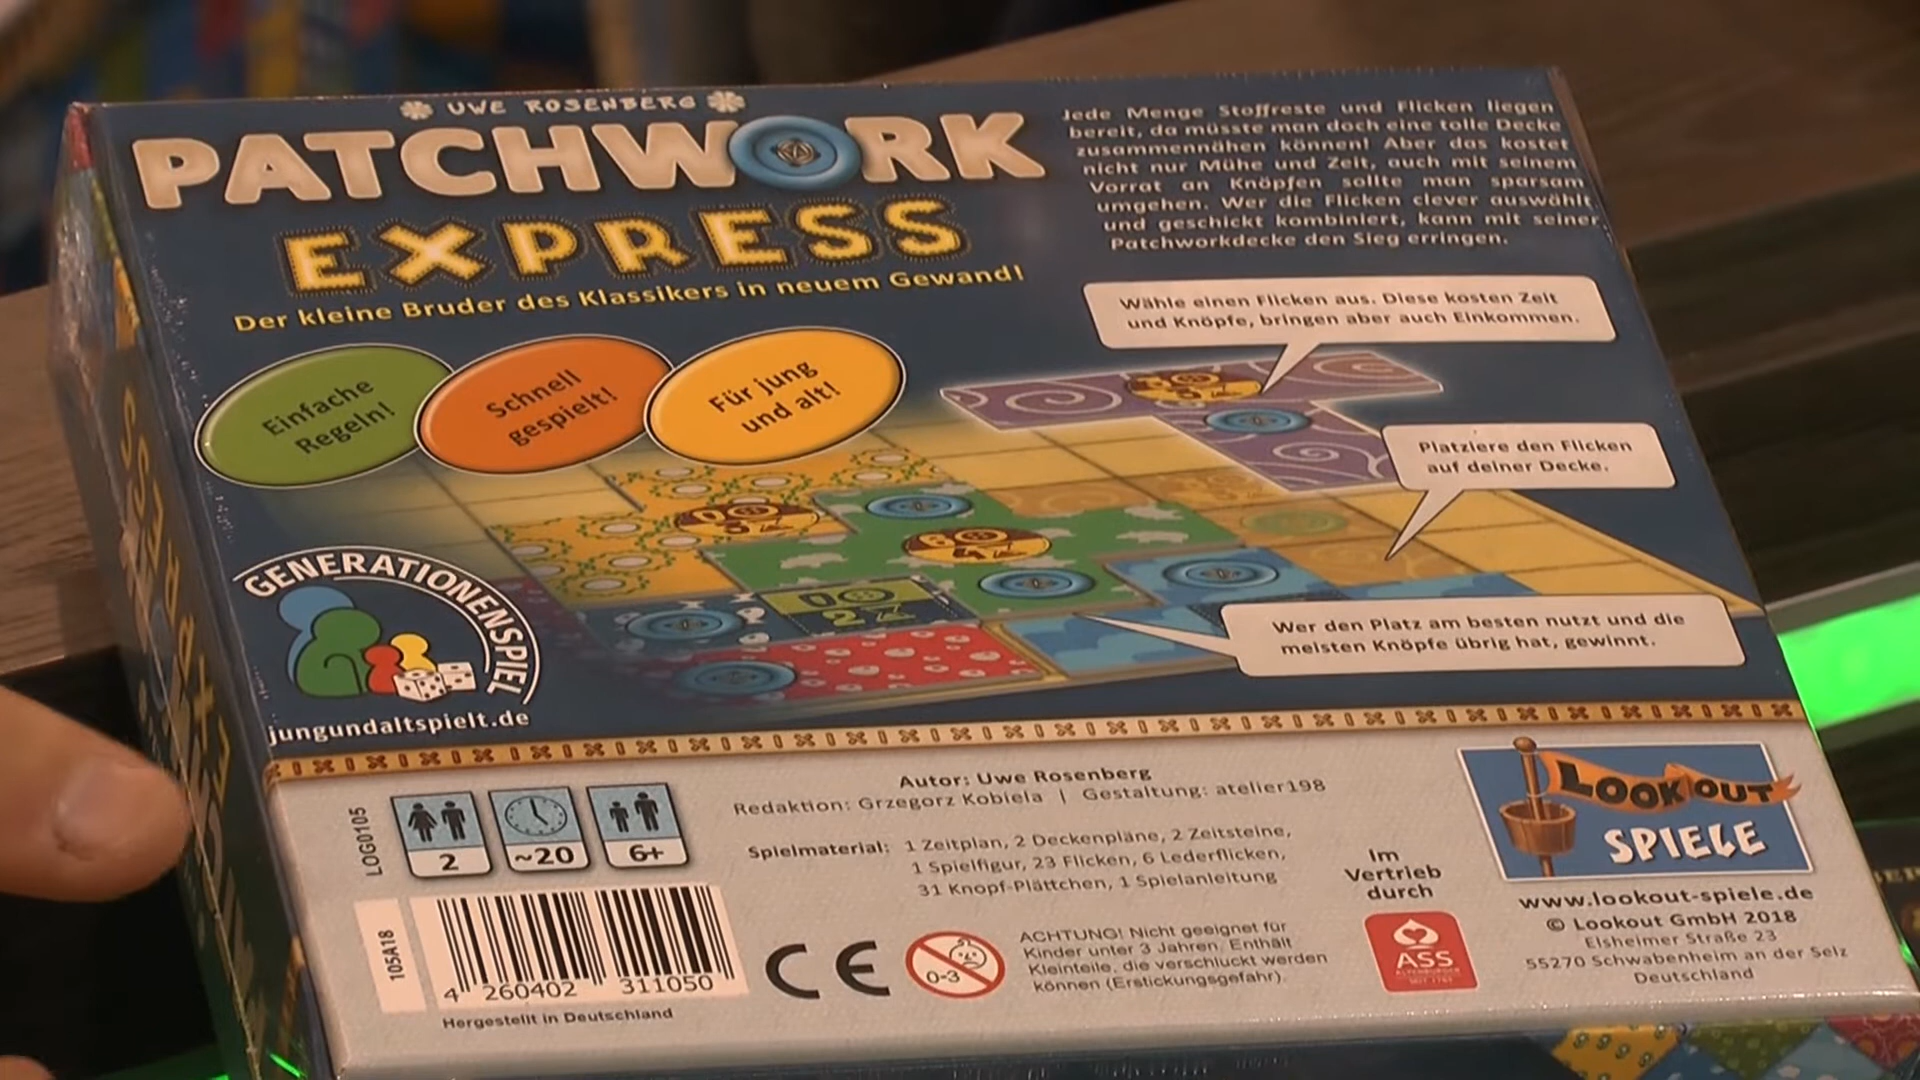 UWE ROSENBERG
PATCHWORK
EXPRESS
Der kleine Bruder des Klassikers in neuem Gewand!
Jede Menge Stoffreste und Flicken liegen
bereit, da müsste man doch eine tolle Decke
zusammennähen können! Aber das kostet
nicht nur Mühe und Zeit, auch mit seinem
Vorrat an Knöpfen sollte man sparsam
umgehen. Wer die Flicken clever auswählt
und geschickt kombiniert, kann mit seiner
Patchworkdecke den Sieg erringen.
Einfache
Regeln!
Schnell
gespielt!
Für jung
und alt!
Wähle einen Flicken aus. Diese kosten Zeit
und Knöpfe, bringen aber auch Einkommen.
Platziere den Flicken
auf deiner Decke.
Wer den Platz am besten nutzt und die
meisten Knöpfe übrig hat, gewinnt.
GENERATIONENSPIEL
jungundaltspielt.de
LOG0105
2
~20
6+
Autor: Uwe Rosenberg
Redaktion: Grzegorz Kobiela | Gestaltung: atelier198
Spielmaterial: 1 Zeitplan, 2 Deckenpläne, 2 Zeitsteine,
1 Spielfigur, 23 Flicken, 6 Lederflicken,
31 Knopf-Plättchen, 1 Spielanleitung
105A18
4 260402 311050
Hergestellt in Deutschland
CE
0-3
ACHTUNG! Nicht geeignet für
Kinder unter 3 Jahren. Enthält
Kleinteile, die verschluckt werden
können (Erstickungsgefahr).
Im
Vertrieb
durch
ASS
LOOKOUT
SPIELE
www.lookout-spiele.de
© Lookout GmbH 2018
Elsheimer Straße 23
55270 Schwabenheim an der Selz
Deutschland